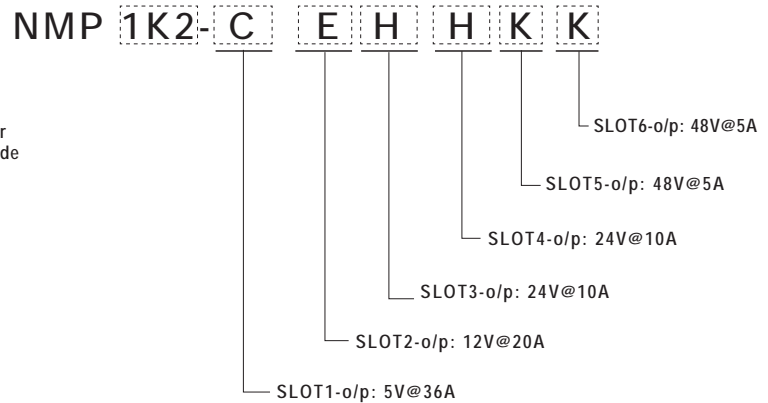 NMP 1K2-C E H H K K
r
de
SLOT6-o/p: 48V@5A
SLOT5-o/p: 48V@5A
SLOT4-o/p: 24V@10A
SLOT3-o/p: 24V@10A
SLOT2-o/p: 12V@20A
SLOT1-o/p: 5V@36A